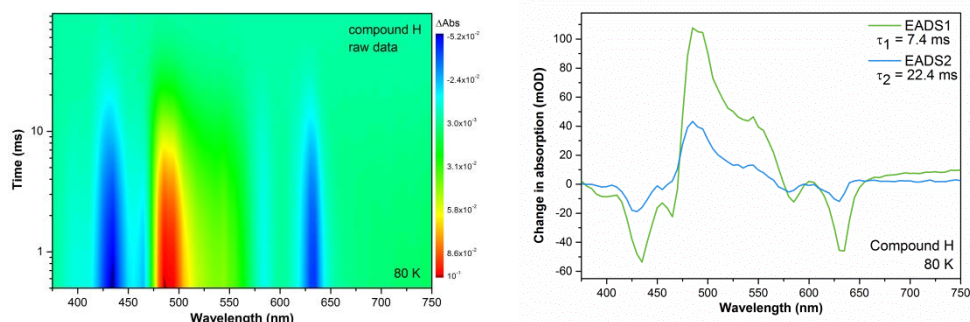 compound H
raw data
ΔAbs
-5.2x10⁻²
-2.4x10⁻²
3.0x10⁻³
3.1x10⁻²
5.8x10⁻²
8.6x10⁻²
10⁻¹
Time (ms)
10
1
80 K
400 450 500 550 600 650 700 750
Wavelength (nm)
EADS1
τ₁ = 7.4 ms
EADS2
τ₂ = 22.4 ms
Change in absorption (mOD)
100
80
60
40
20
0
-20
-40
-60
Compound H
80 K
400 450 500 550 600 650 700 750
Wavelength (nm)